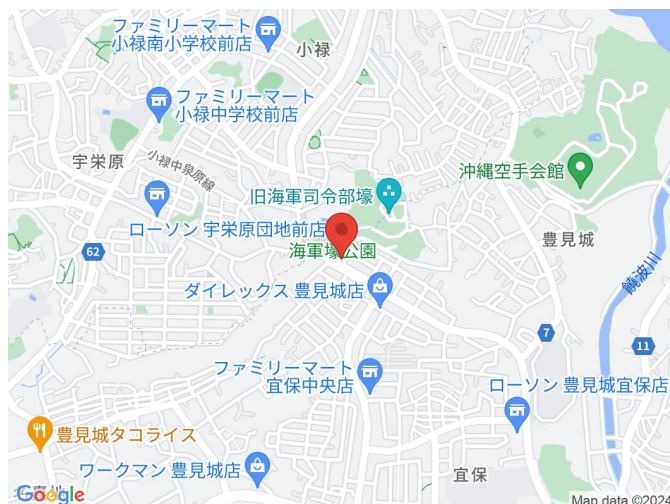 ファミリーマート
小禄南小学校前店
小禄
ファミリーマート
小禄中学校前店
宇栄原
小禄中泉原線
沖縄空手会館
旧海軍司令部壕
ローソン 宇栄原団地前店
海軍壕公園
豊見城
62
饒波川
ダイレックス 豊見城店
7
11
ファミリーマート
宜保中央店
ローソン 豊見城宜保店
豊見城タコライス
ワークマン 豊見城店
宜保
Google
Map data ©2024